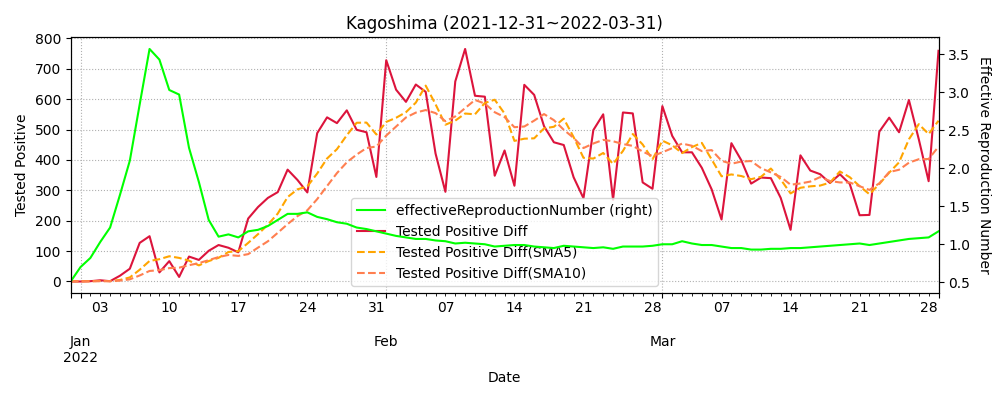 Kagoshima (2021-12-31~2022-03-31)
800
700
600
500
400
300
200
100
0
Tested Positive
3.5
3.0
2.5
2.0
1.5
1.0
0.5
Effective Reproduction Number
effectiveReproductionNumber (right)
Tested Positive Diff
Tested Positive Diff(SMA5)
Tested Positive Diff(SMA10)
03 10 17 24 31 07 14 21 28 07 14 21 28
Jan Feb Mar
2022
Date